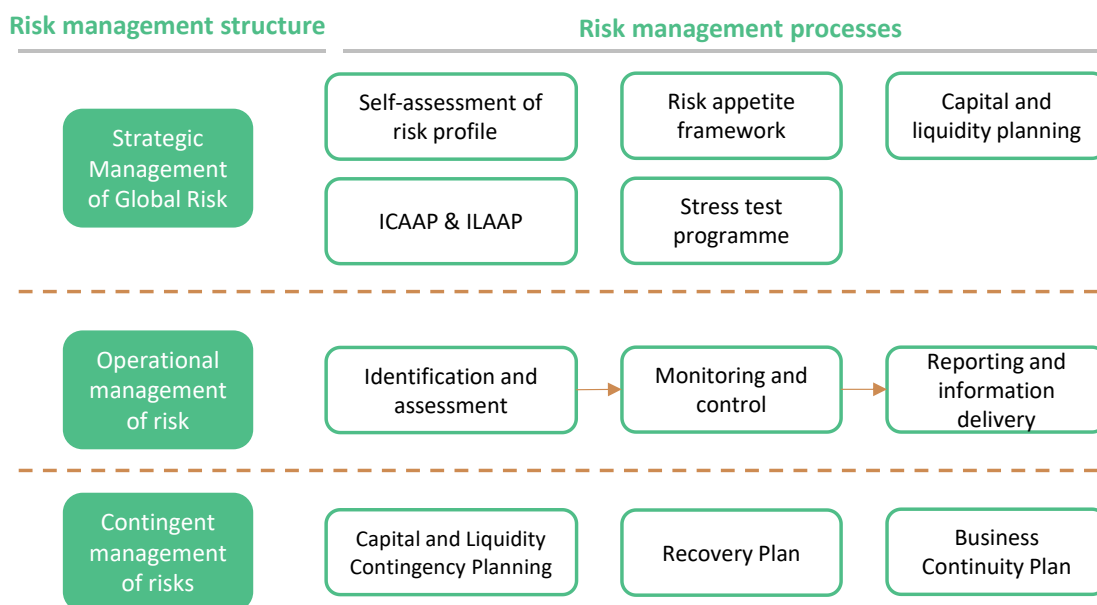 Risk management structure
Risk management processes
Strategic
Management
of Global Risk
Self-assessment of
risk profile
Risk appetite
framework
Capital and
liquidity planning
ICAAP & ILAAP
Stress test
programme
Operational
management
of risk
Identification and
assessment
Monitoring and
control
Reporting and
information
delivery
Contingent
management
of risks
Capital and Liquidity
Contingency Planning
Recovery Plan
Business
Continuity Plan